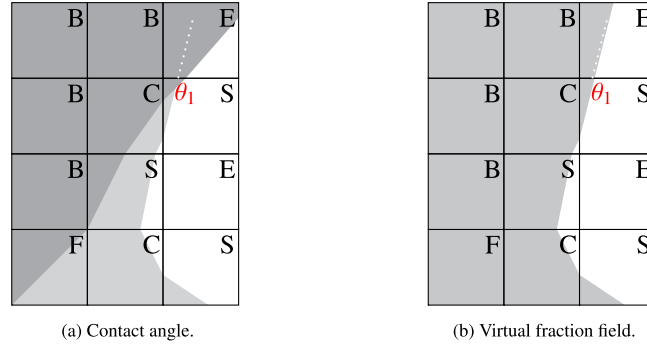 B B E
B C S
θ1
B S E
F C S
(a) Contact angle.
B B E
B C S
θ1
B S E
F C S
(b) Virtual fraction field.